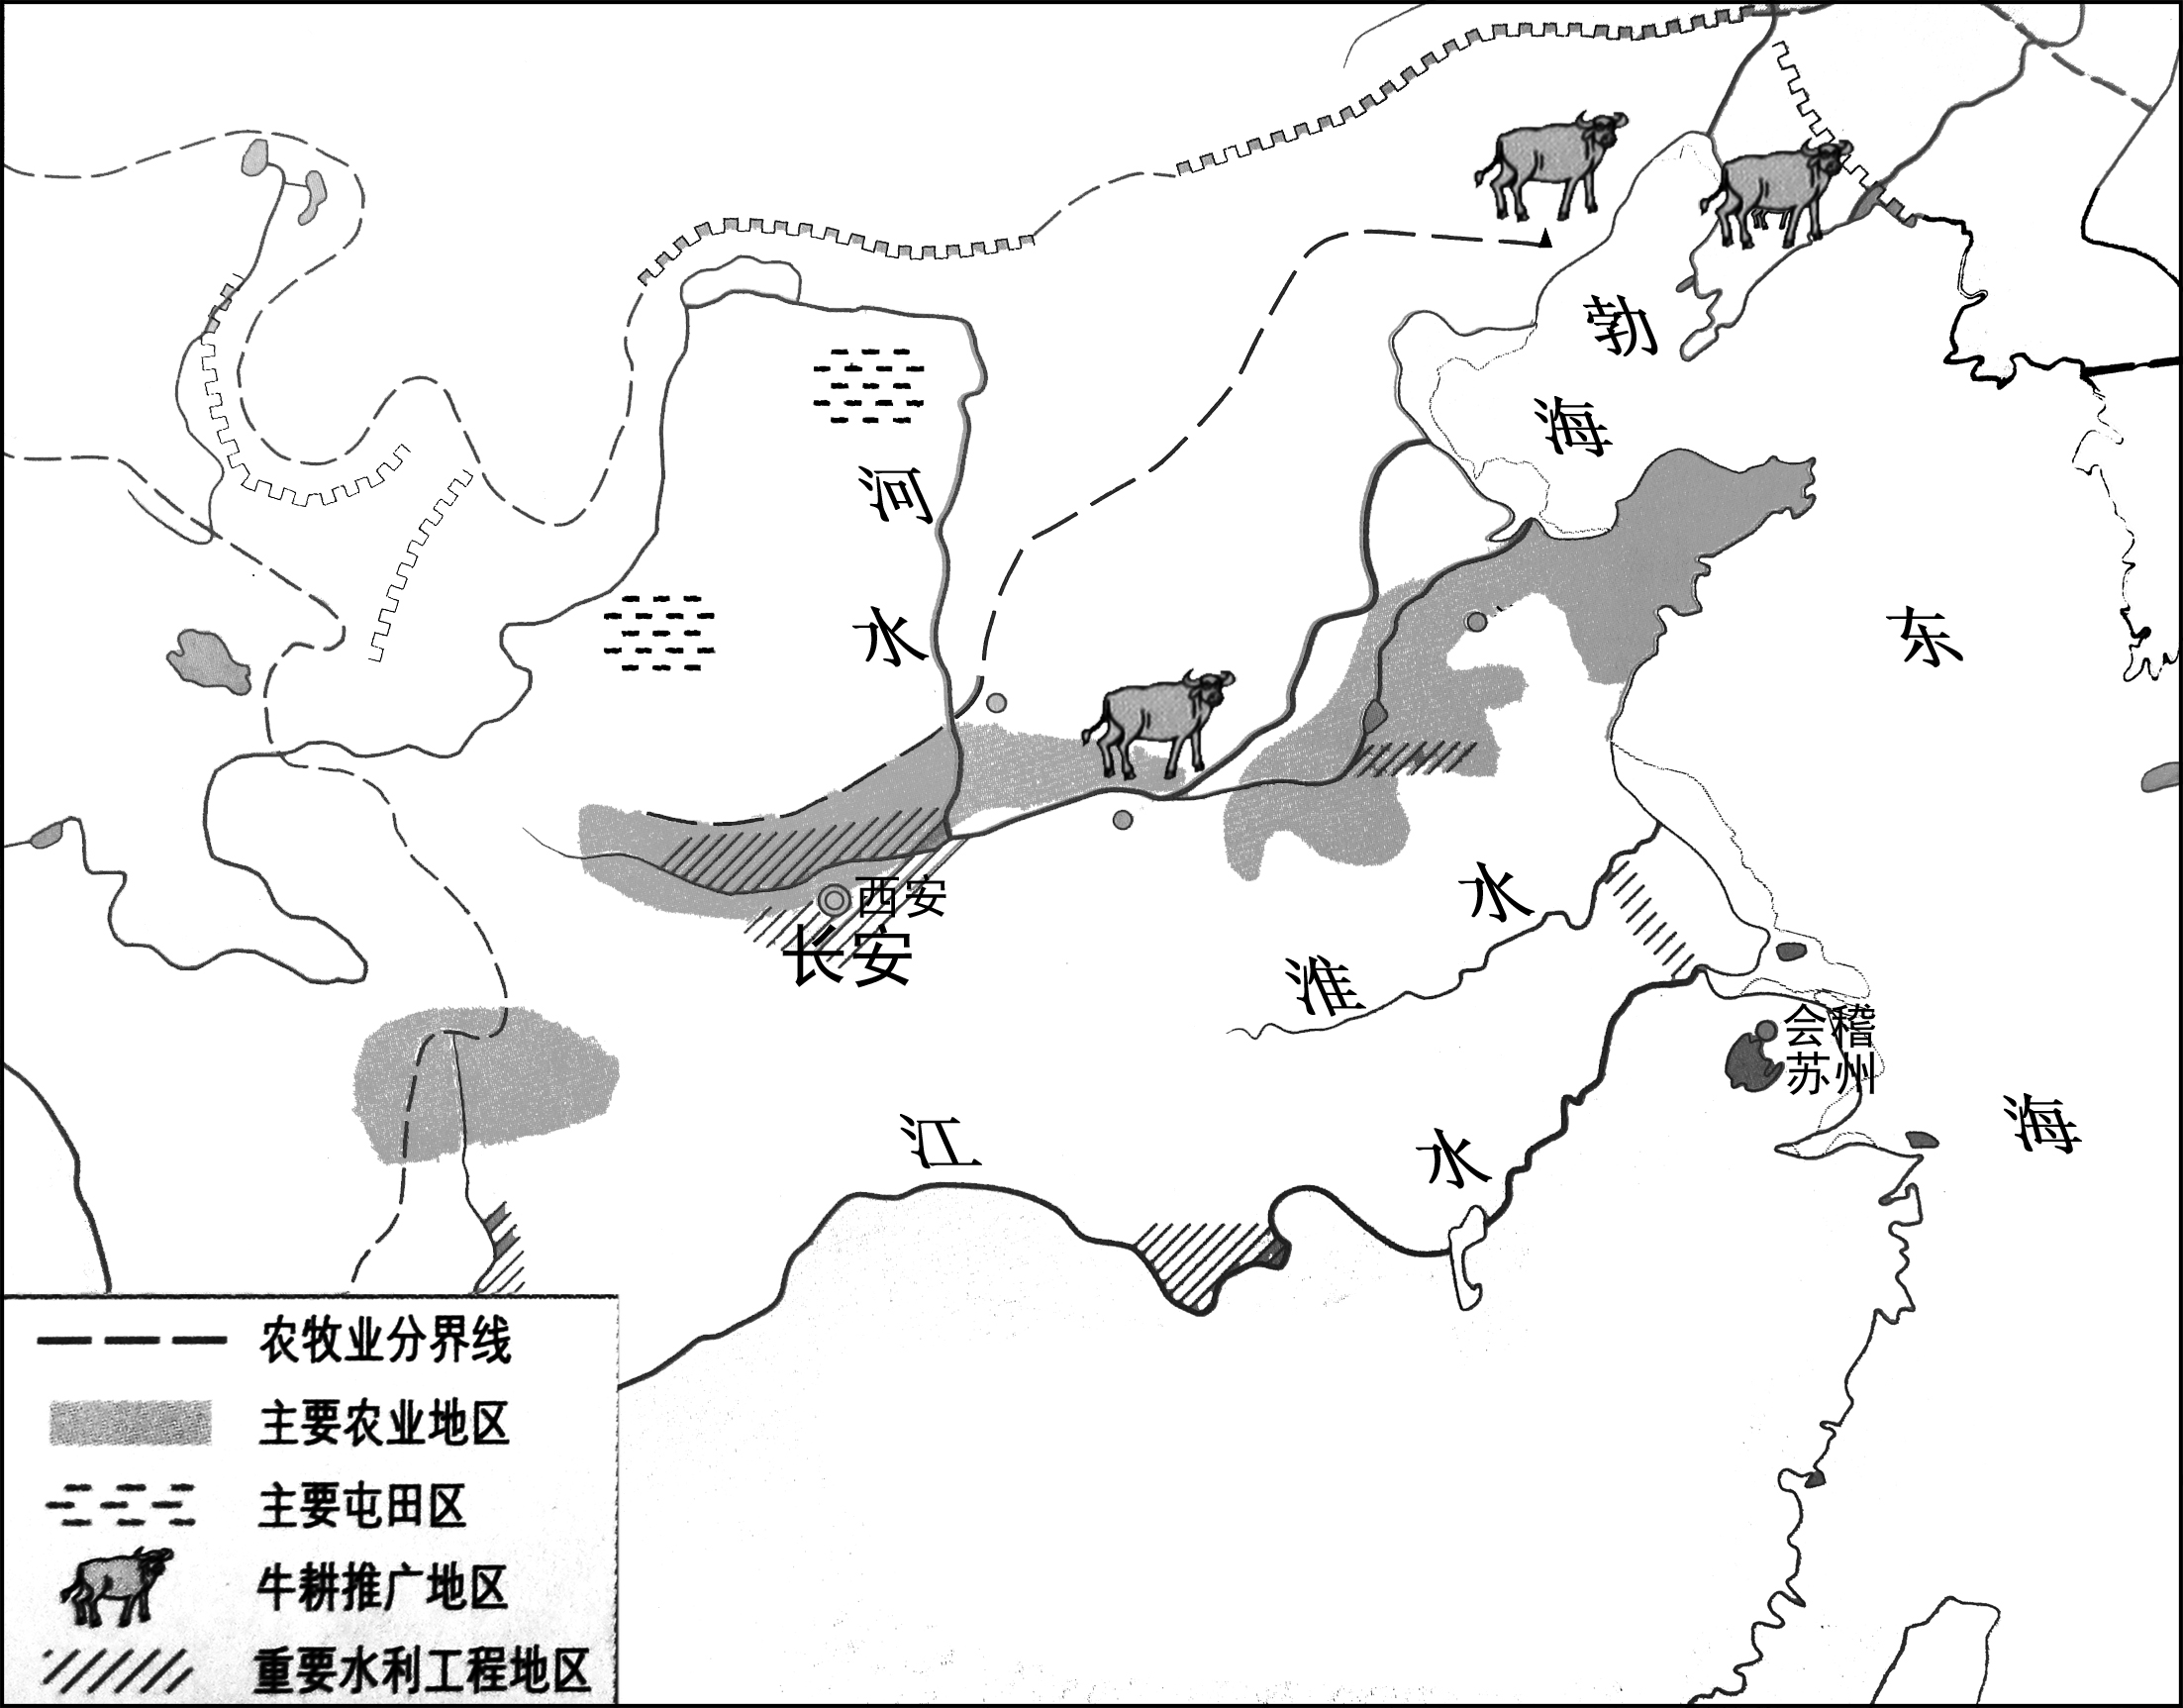 勃
海
河
水
东
西安
长安
水
淮
会稽
苏州
江
水
海
农牧业分界线
主要农业地区
主要屯田区
牛耕推广地区
重要水利工程地区